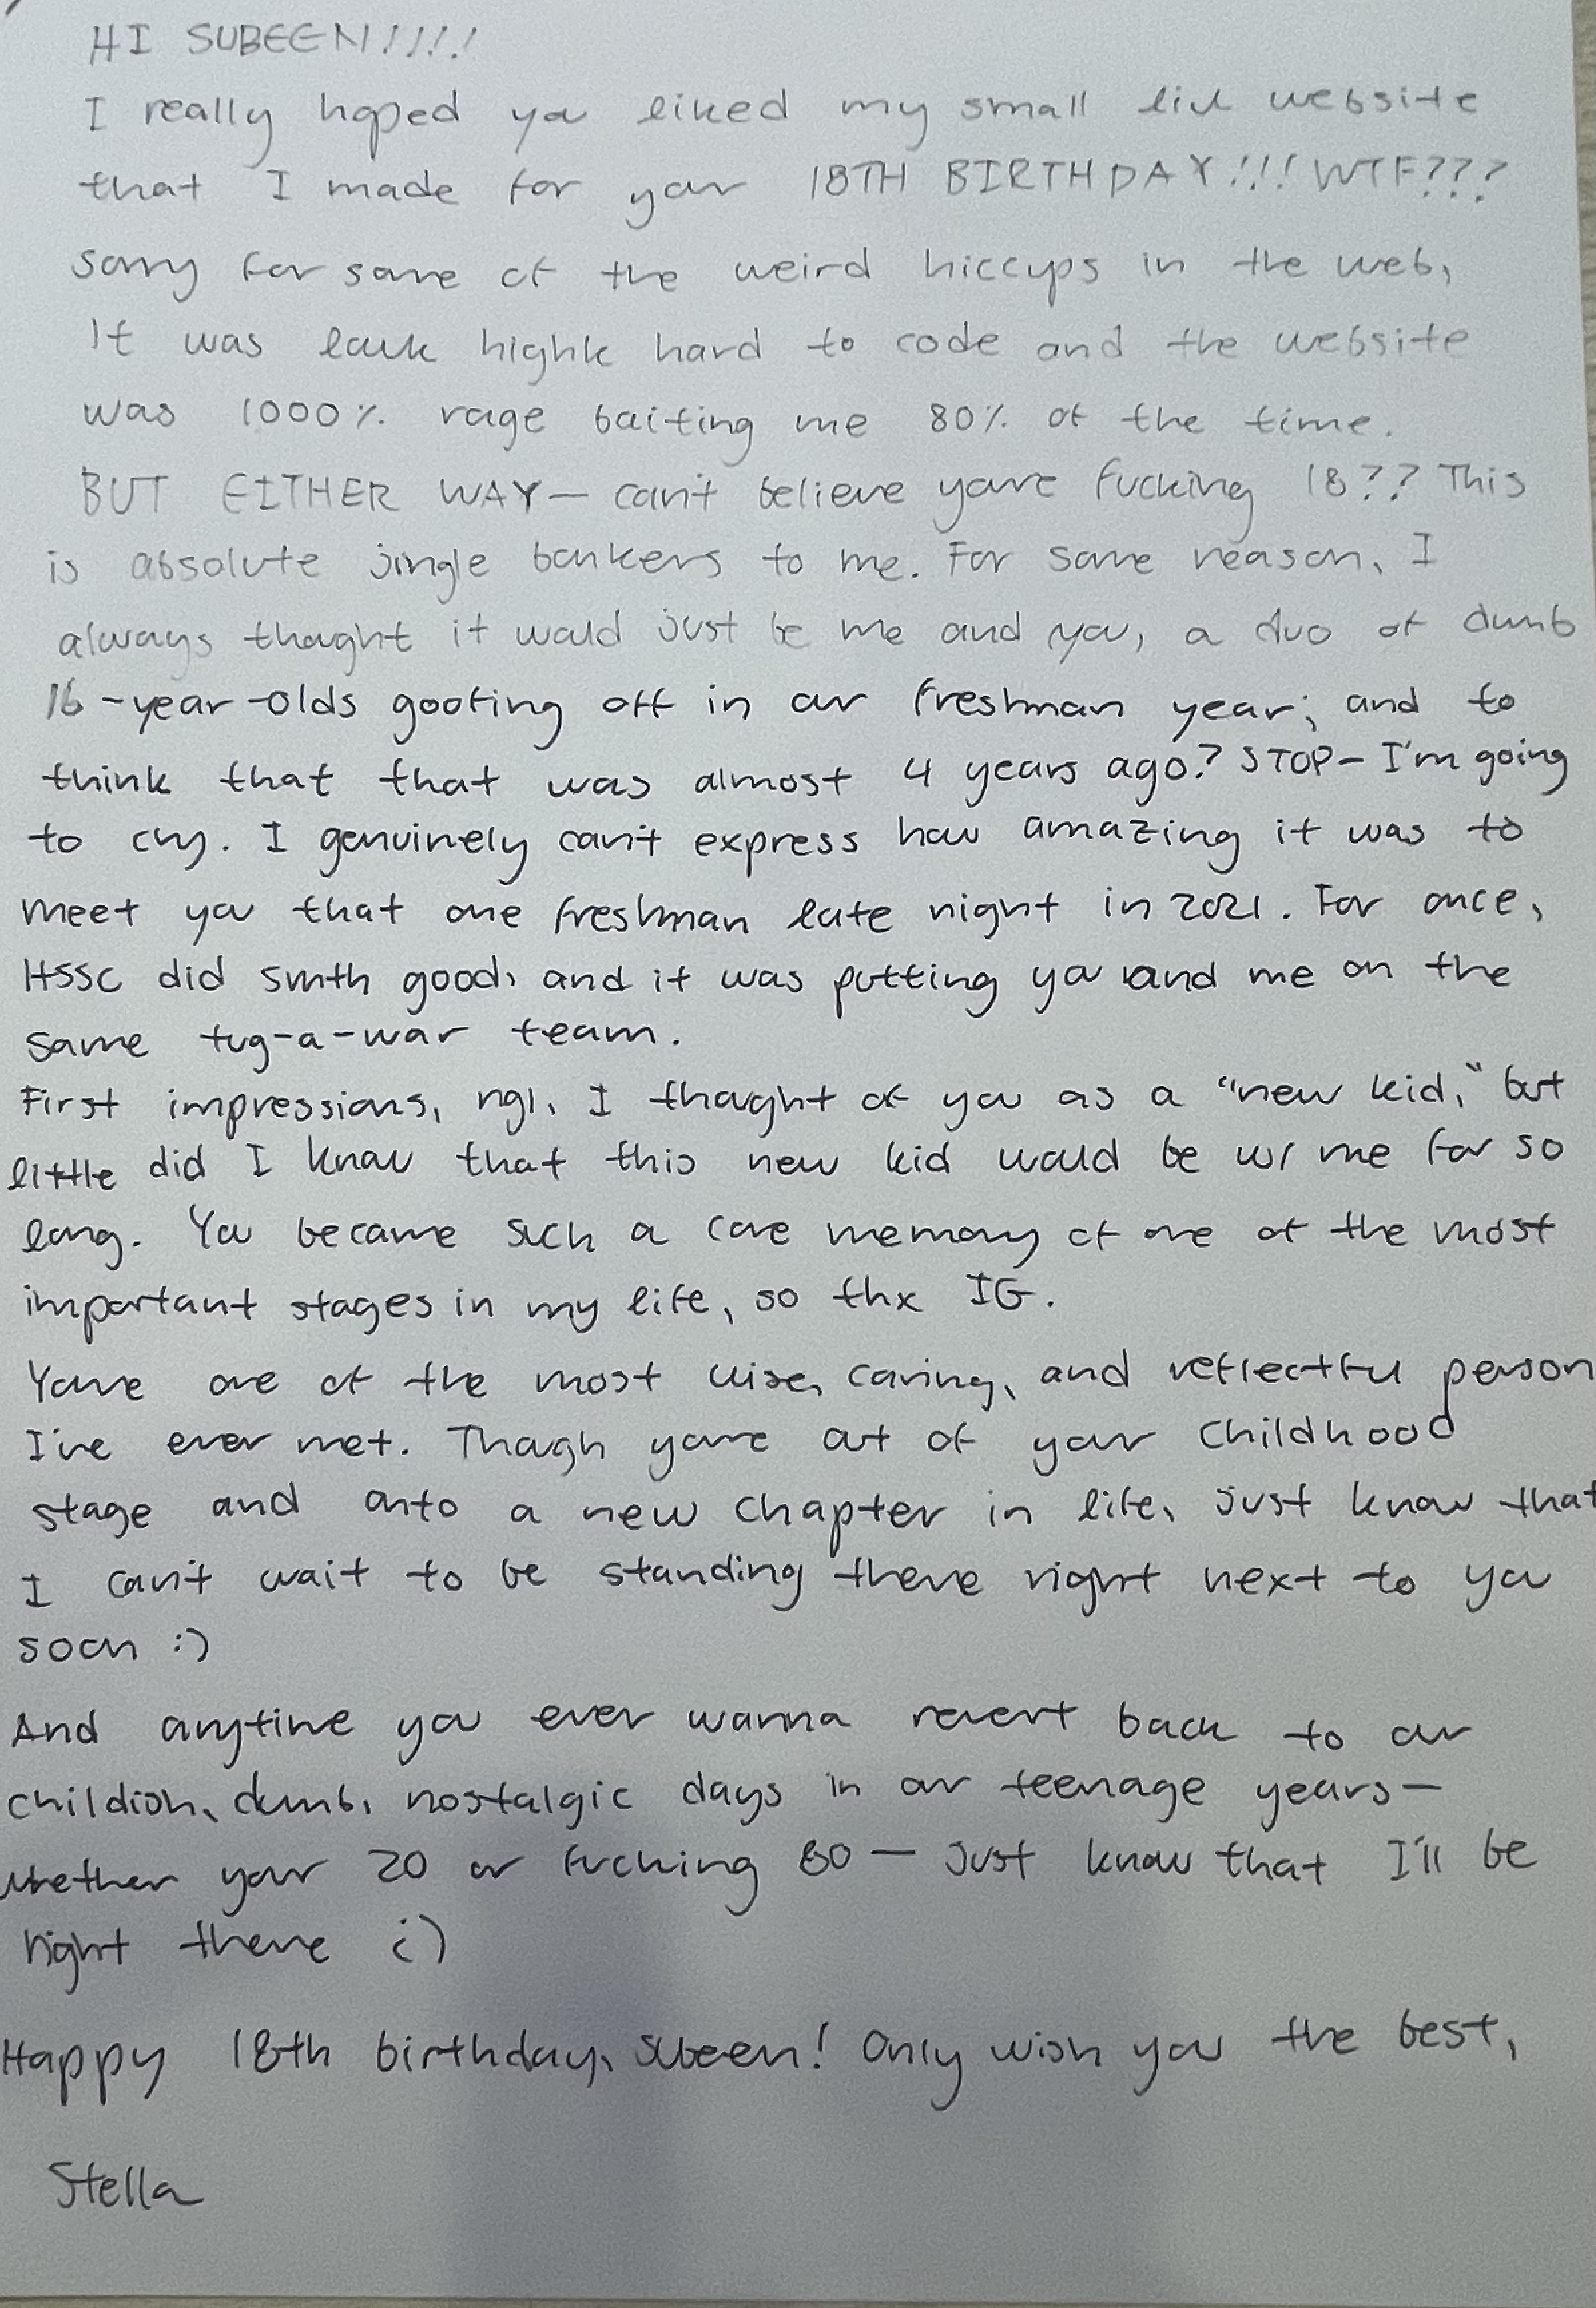 HI SUBEEN!!!!
I really hoped you liked my small lil website
that I made for your 18TH BIRTHDAY!!! WTF???
sorry for some of the weird hiccups in the web,
It was highk hard to code and the website
was 1000% rage baiting me 80% of the time.
BUT EITHER WAY— can't believe you're fucking 18?? This
is absolute jingle bonkers to me. For some reason, I
always thought it would just be me and you, a duo of dumb
16-year-olds goofing off in our freshman year; and to
think that that was almost 4 years ago? STOP- I'm going
to cry. I genuinely can't express how amazing it was to
meet you that one freshman late night in 2021. For once,
HSSC did smth good, and it was putting you and me on the
same tug-a-war team.
First impressions, ngl, I thought of you as a "new kid," but
little did I know that this new kid would be w/ me for so
long. You became such a core memory of one of the most
important stages in my life, so thx IG.
You're one of the most wise, caring, and reflectful person
I've ever met. Though you're out of your childhood
stage and onto a new chapter in life, just know that
I can't wait to be standing there right next to you
soon :)
And anytime you ever wanna revert back to our
childish, dumb, nostalgic days in our teenage years—
whether your 20 or fucking 80 — just know that I'll be
right there :)
Happy 18th birthday, Subeen! Only wish you the best,
Stella